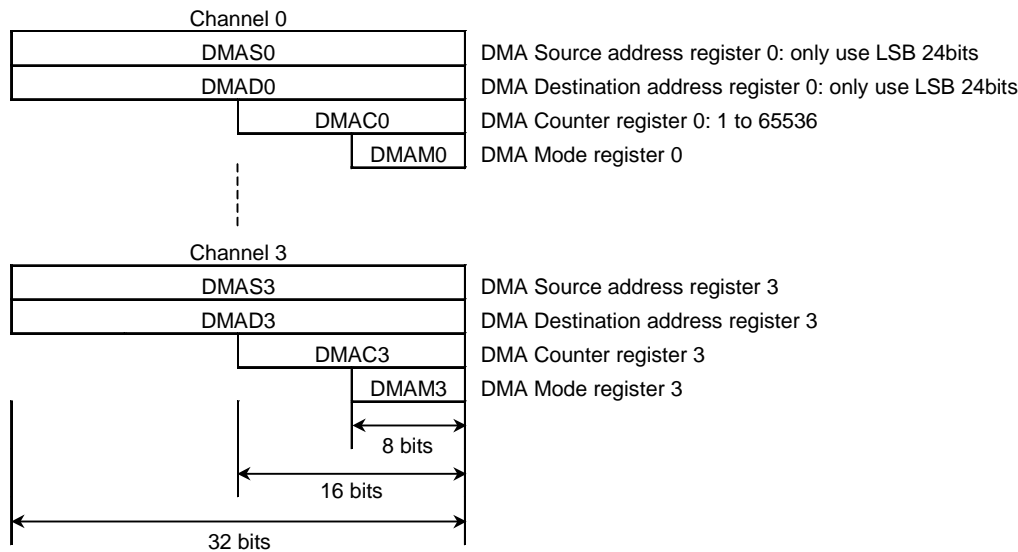 Channel 0
DMAS0 DMA Source address register 0: only use LSB 24bits
DMAD0 DMA Destination address register 0: only use LSB 24bits
DMAC0 DMA Counter register 0: 1 to 65536
DMAM0 DMA Mode register 0
Channel 3
DMAS3 DMA Source address register 3
DMAD3 DMA Destination address register 3
DMAC3 DMA Counter register 3
DMAM3 DMA Mode register 3
8 bits
16 bits
32 bits